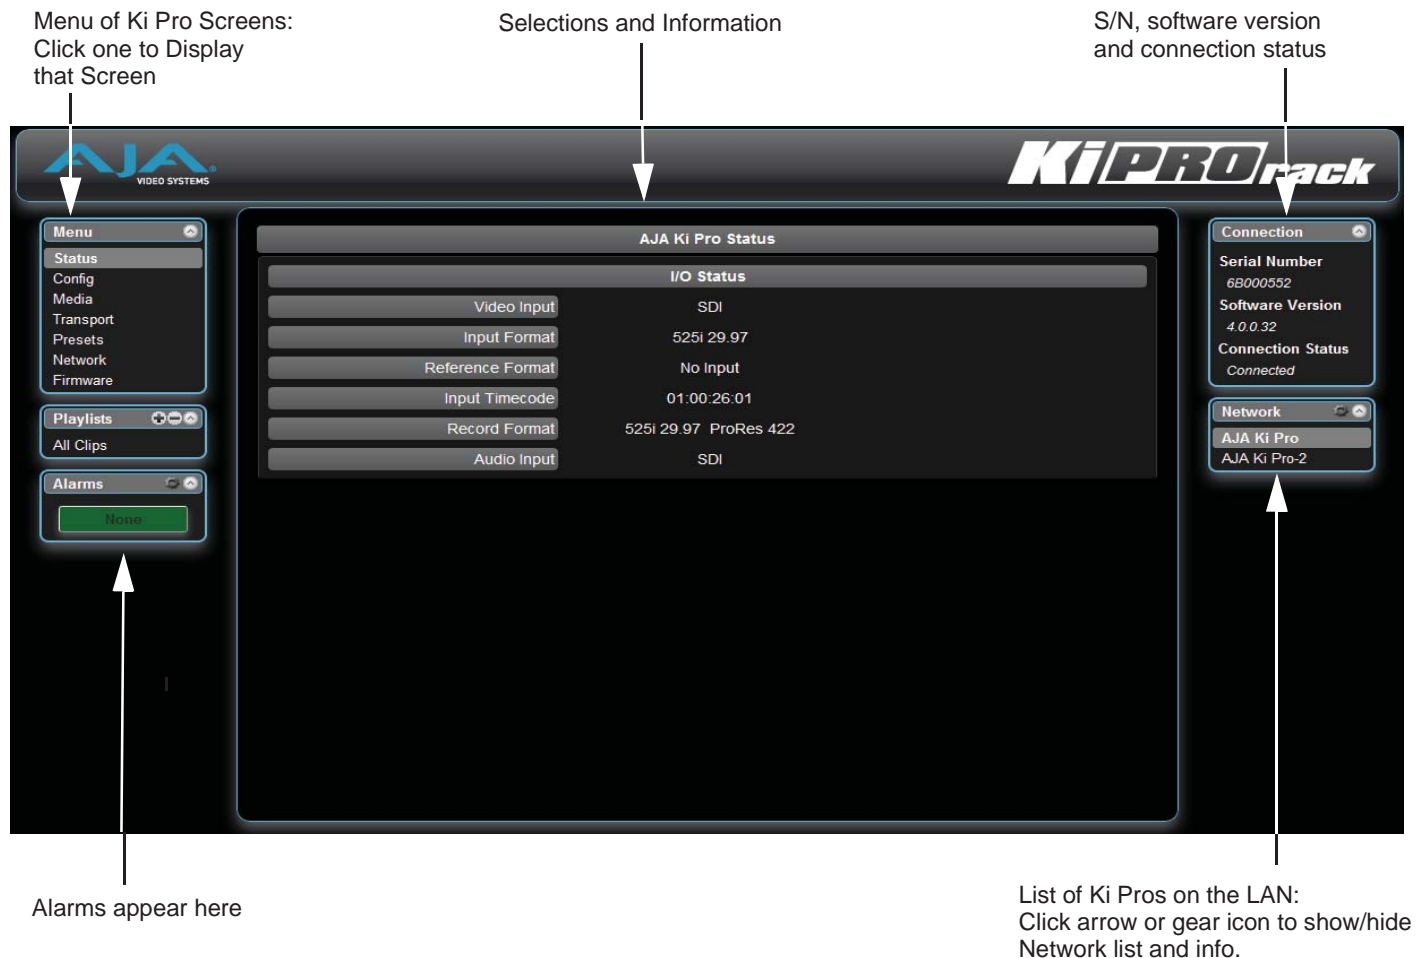 Menu of Ki Pro Screens:
Click one to Display
that Screen
Selections and Information
S/N, software version
and connection status
AJA
VIDEO SYSTEMS
Ki PRO rack
Menu
Status
Config
Media
Transport
Presets
Network
Firmware
Playlists
All Clips
Alarms
None
AJA Ki Pro Status
I/O Status
Video Input SDI
Input Format 525i 29.97
Reference Format No Input
Input Timecode 01:00:26:01
Record Format 525i 29.97 ProRes 422
Audio Input SDI
Connection
Serial Number
6B000552
Software Version
4.0.0.32
Connection Status
Connected
Network
AJA Ki Pro
AJA Ki Pro-2
Alarms appear here
List of Ki Pros on the LAN:
Click arrow or gear icon to show/hide
Network list and info.